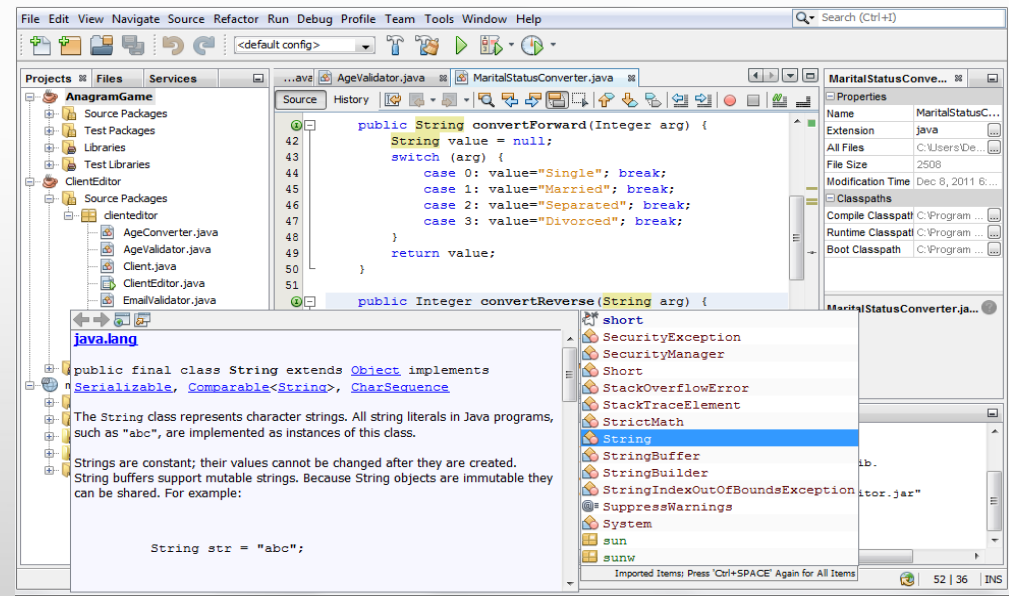 File Edit View Navigate Source Refactor Run Debug Profile Team Tools Window Help
Search (Ctrl+I)
<default config>
Projects Files Services
AnagramGame
Source Packages
Test Packages
Libraries
Test Libraries
ClientEditor
Source Packages
clienteditor
AgeConverter.java
AgeValidator.java
Client.java
ClientEditor.java
EmailValidator.java
...ava AgeValidator.java MaritalStatusConverter.java
Source History
public String convertForward(Integer arg) {
42 String value = null;
43 switch (arg) {
44 case 0: value="Single"; break;
45 case 1: value="Married"; break;
46 case 2: value="Separated"; break;
47 case 3: value="Divorced"; break;
48 }
49 return value;
50 }
51
public Integer convertReverse(String arg) {
MaritalStatusConve...
Properties
Name MaritalStatusC...
Extension java
All Files C:\Users\De...
File Size 2508
Modification Time Dec 8, 2011 6:...
Classpaths
Compile Classpath C:\Program ...
Runtime Classpath C:\Program ...
Boot Classpath C:\Program ...
MaritalStatusConverter.ja...
java.lang
public final class String extends Object implements
Serializable, Comparable<String>, CharSequence
The String class represents character strings. All string literals in Java programs,
such as "abc", are implemented as instances of this class.
Strings are constant; their values cannot be changed after they are created.
String buffers support mutable strings. Because String objects are immutable they
can be shared. For example:
String str = "abc";
short
SecurityException
SecurityManager
Short
StackOverflowError
StackTraceElement
StrictMath
String
StringBuffer
StringBuilder
StringIndexOutOfBoundsException
SuppressWarnings
System
sun
sunw
Imported Items; Press 'Ctrl+SPACE' Again for All Items
ib.
itor.jar"
52 | 36 INS